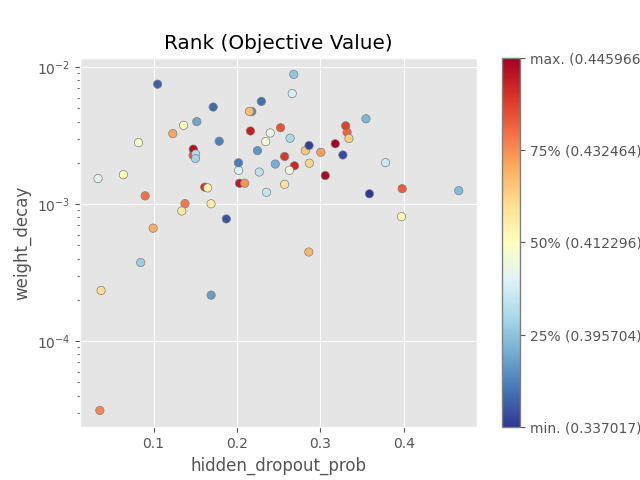 Rank (Objective Value)
10⁻²
10⁻³
10⁻⁴
weight_decay
0.1 0.2 0.3 0.4
hidden_dropout_prob
max. (0.445966
75% (0.432464)
50% (0.412296)
25% (0.395704)
min. (0.337017)